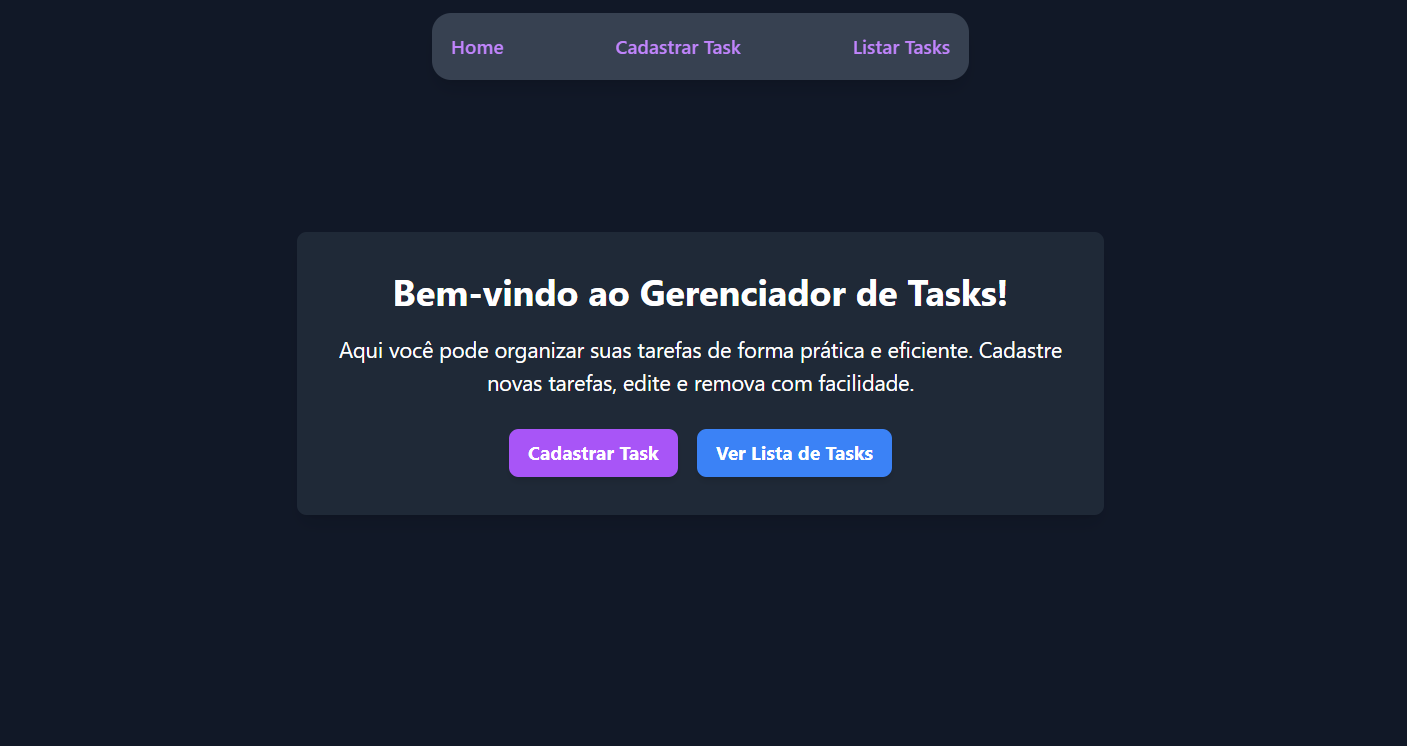 Home Cadastrar Task Listar Tasks
Bem-vindo ao Gerenciador de Tasks!
Aqui você pode organizar suas tarefas de forma prática e eficiente. Cadastre
novas tarefas, edite e remova com facilidade.
Cadastrar Task Ver Lista de Tasks